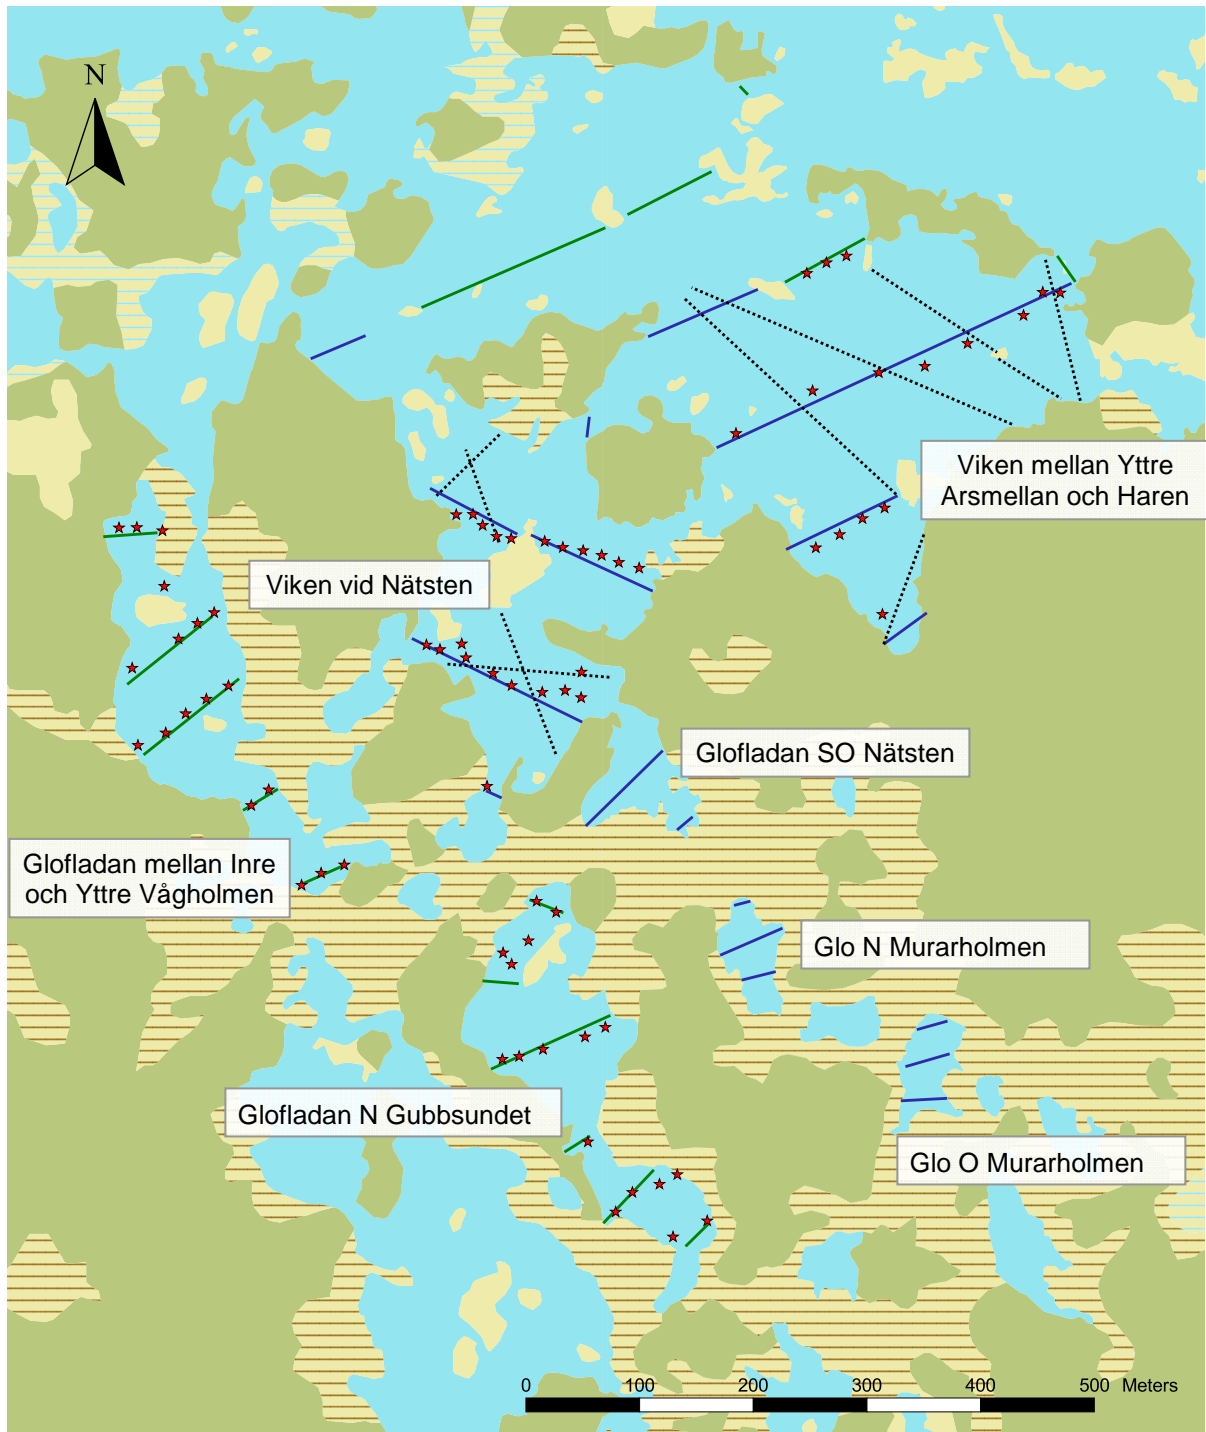 N
Viken mellan Yttre
Arsmellan och Haren
Viken vid Nätsten
Glofladan SO Nätsten
Glofladan mellan Inre
och Yttre Vågholmen
Glo N Murarholmen
Glofladan N Gubbsundet
Glo O Murarholmen
0 100 200 300 400 500 Meters